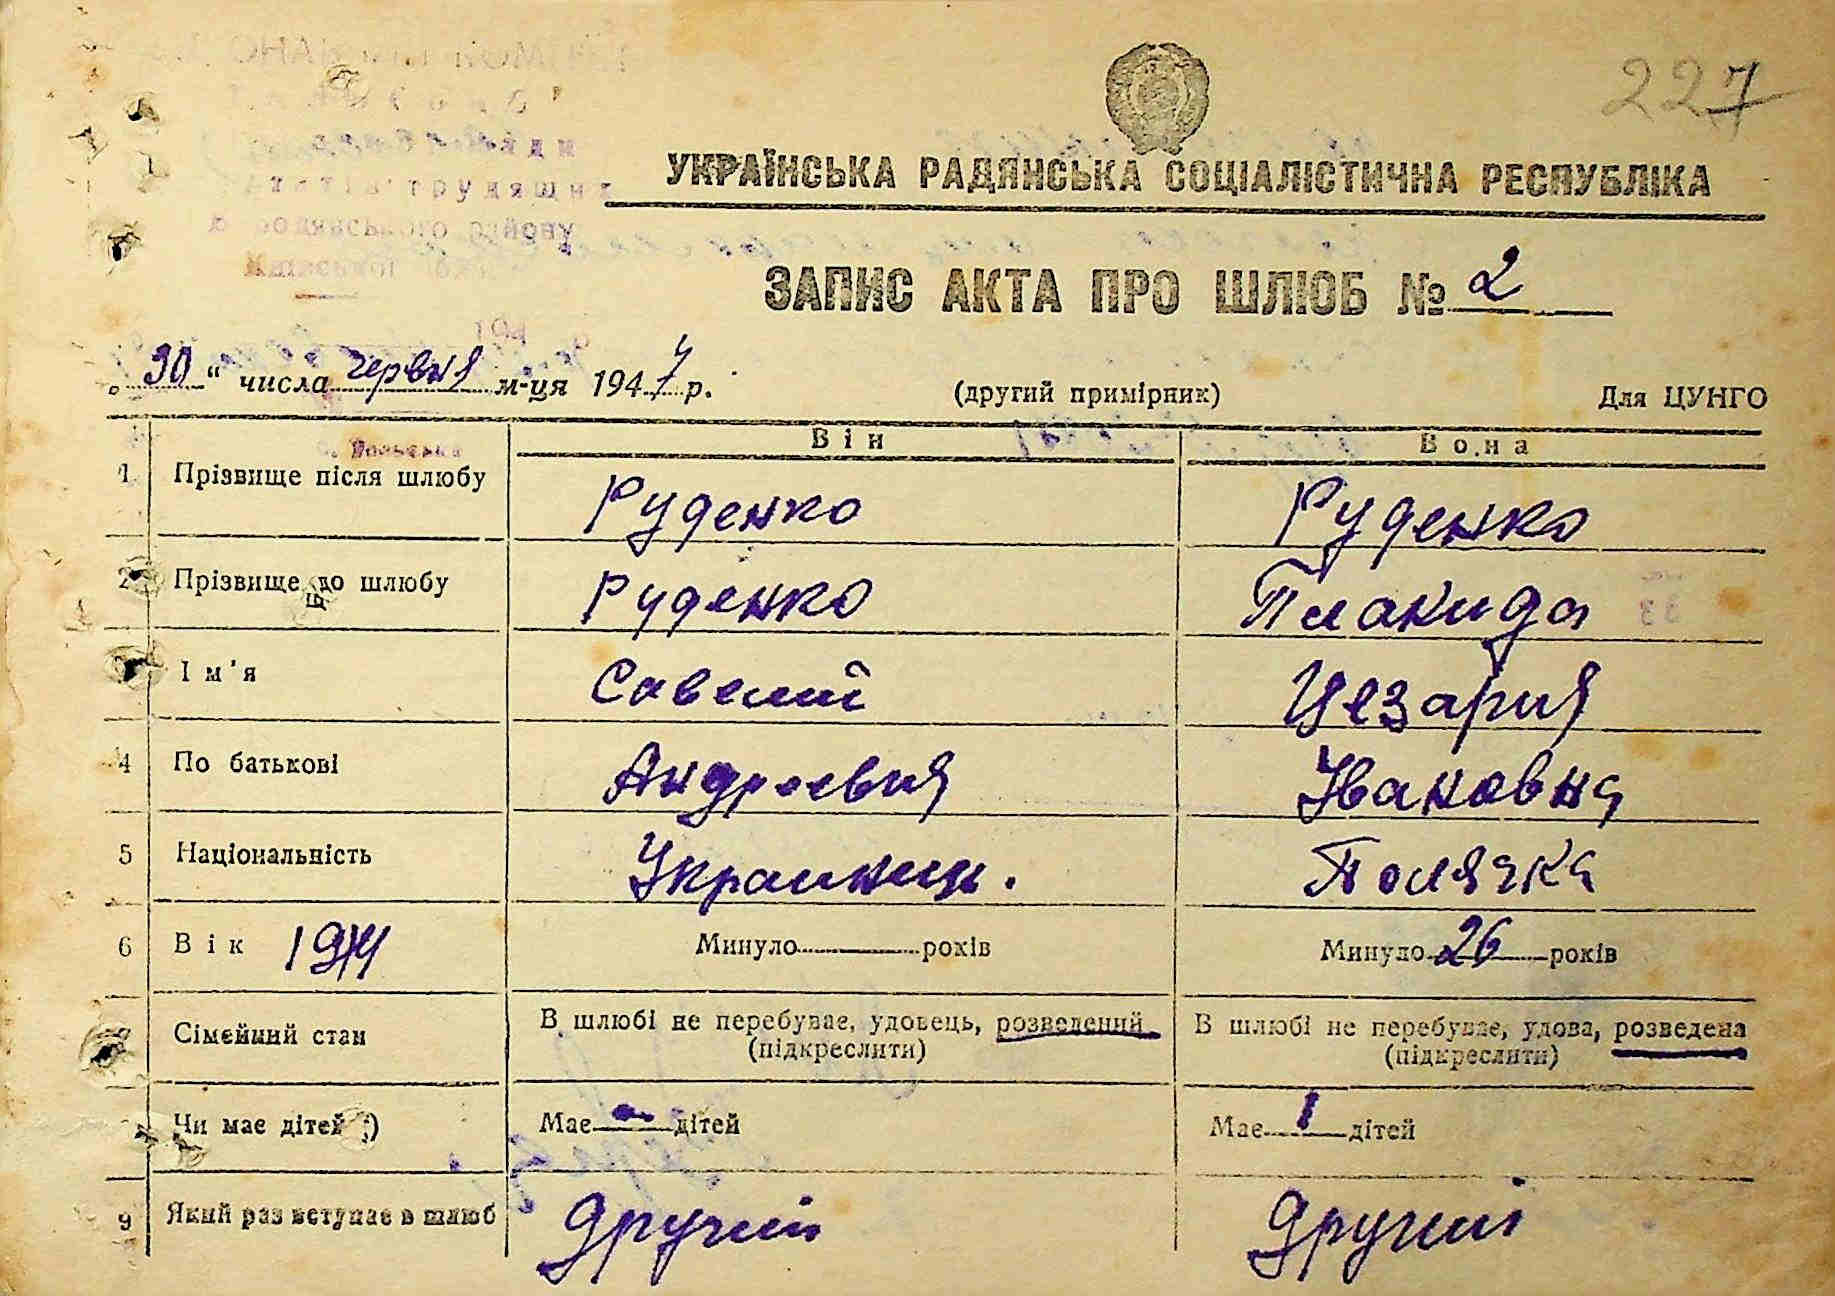 227
УКРАЇНСЬКА РАДЯНСЬКА СОЦІАЛІСТИЧНА РЕСПУБЛІКА
ЗАПИС АКТА ПРО ШЛЮБ № 2
„ 30 “ числа червня м-ця 1947 р. (другий примірник) Для ЦУНГО
Він Вона
1 Прізвище після шлюбу Руденко Руденко
2 Прізвище до шлюбу Руденко Плакида
3 Ім'я Савелий Цезария
4 По батькові Андреевич Ивановна
5 Національність Украинець. Полячка
6 Вік Минуло рохів Минуло 26 років
Сімейний стан В шлюбі не перебуває, удовець, розведений В шлюбі не перебуває, удова, розведена
(підкреслити) (підкреслити)
Чи має дітей Має - дітей Має 1 дітей
9 Який раз вступає в шлюб другий другий